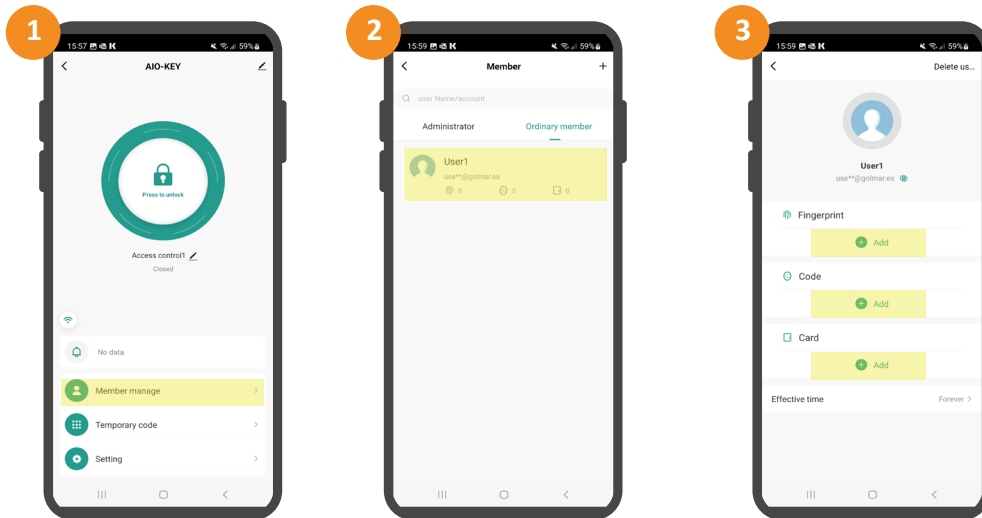 1
15:57 K 59%
AIO-KEY
Press to unlock
Access control1
Closed
No data
Member manage
Temporary code
Setting
2
15:59 K 59%
Member
user Name/account
Administrator Ordinary member
User1
use**@golmar.es
0 0 0
3
15:59 K 59%
Delete us...
User1
use**@golmar.es
Fingerprint
Add
Code
Add
Card
Add
Effective time Forever